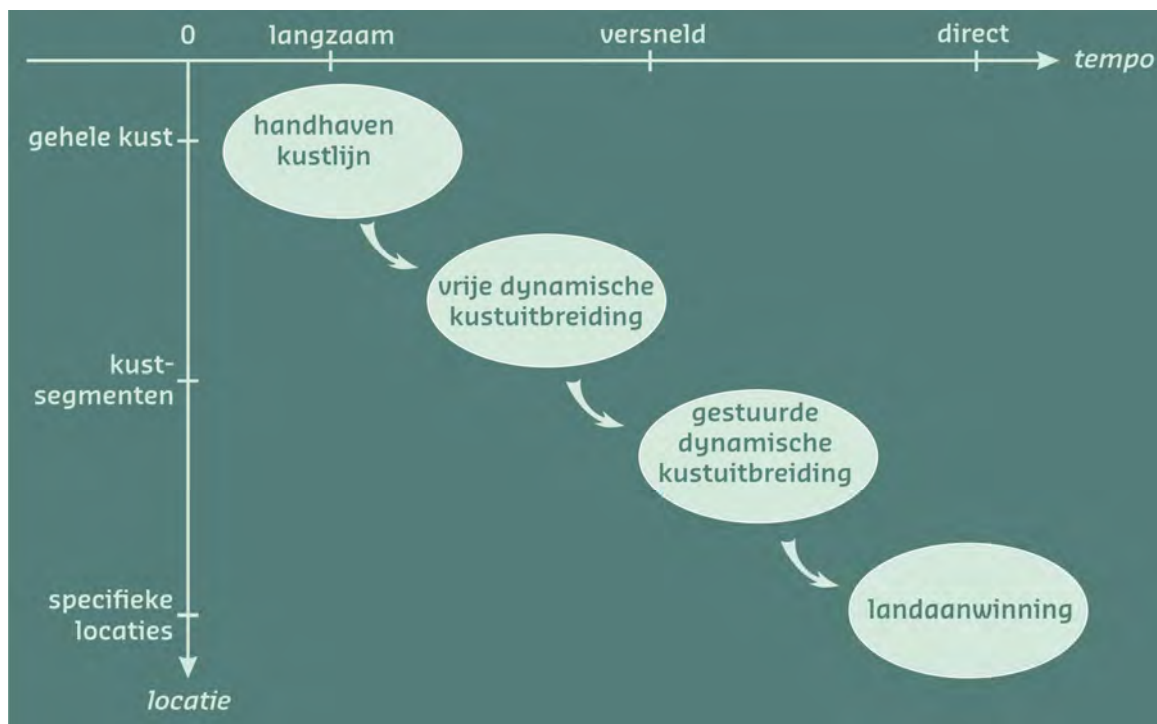 0 langzaam versneld direct
tempo
gehele kust
handhaven
kustlijn
vrije dynamische
kustuitbreiding
kust-
segmenten
gestuurde
dynamische
kustuitbreiding
specifieke
locaties
landaanwinning
locatie